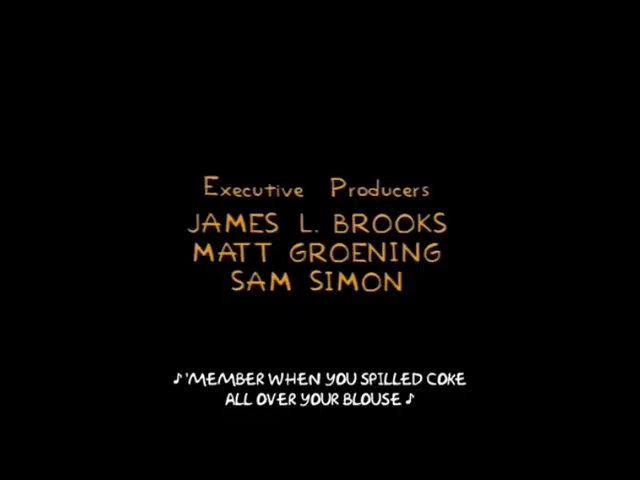 Executive Producers
JAMES L. BROOKS
MATT GROENING
SAM SIMON
♪ 'MEMBER WHEN YOU SPILLED COKE
ALL OVER YOUR BLOUSE ♪